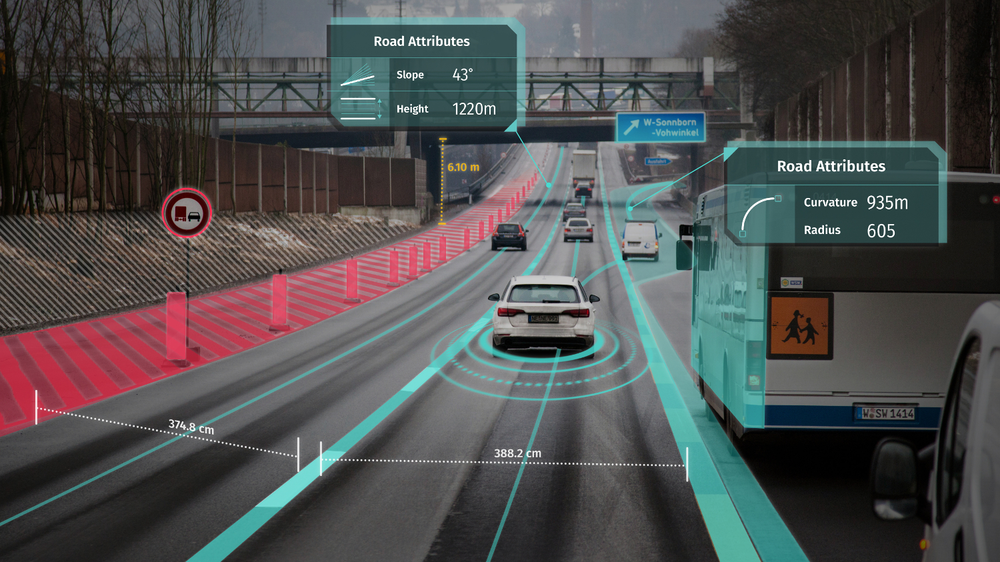 Road Attributes
Slope 43°
Height 1220m
W-Sonnborn
-Vohwinkel
Ausfahrt
6.10 m
Road Attributes
Curvature 935m
Radius 605
374.8 cm
388.2 cm
W SW 1414